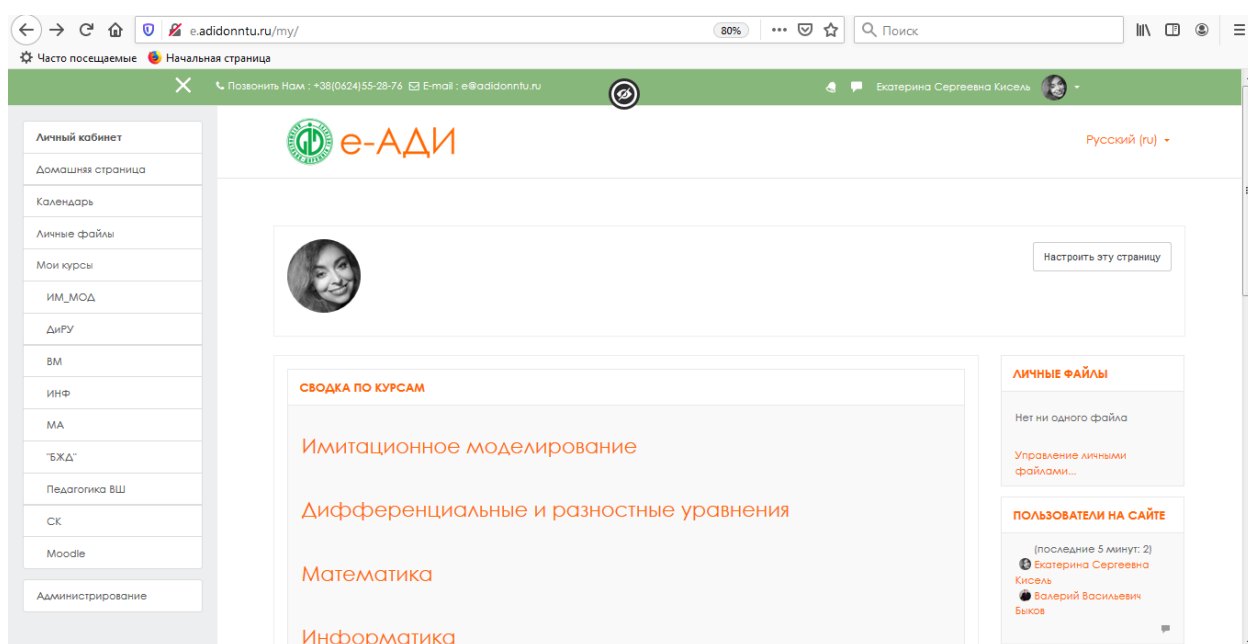 e.adidonntu.ru/my/
80%
Поиск
Часто посещаемые
Начальная страница
Позвонить Нам : +38(0624)55-28-76
E-mail : e@adidonntu.ru
Екатерина Сергеевна Кисель
Личный кабинет
Домашняя страница
Календарь
Личные файлы
Мои курсы
ИМ_МОД
ДиРУ
ВМ
ИНФ
МА
"БЖД"
Педагогика ВШ
СК
Moodle
Администрирование
е-АДИ
Русский (ru)
Настроить эту страницу
СВОДКА ПО КУРСАМ
Имитационное моделирование
Дифференциальные и разностные уравнения
Математика
Информатика
ЛИЧНЫЕ ФАЙЛЫ
Нет ни одного файла
Управление личными
файлами...
ПОЛЬЗОВАТЕЛИ НА САЙТЕ
(последние 5 минут: 2)
Екатерина Сергеевна
Кисель
Валерий Васильевич
Быков